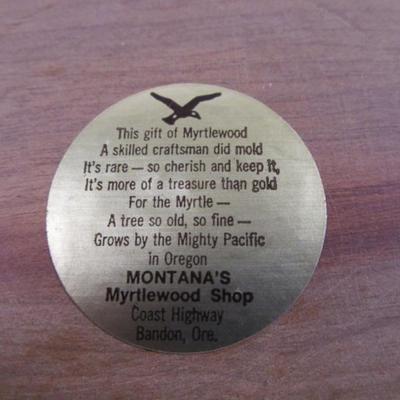 This gift of Myrtlewood
A skilled craftsman did mold
It's rare — so cherish and keep it,
It's more of a treasure than gold
For the Myrtle —
A tree so old, so fine —
Grows by the Mighty Pacific
in Oregon
MONTANA'S
Myrtlewood Shop
Coast Highway
Bandon, Ore.